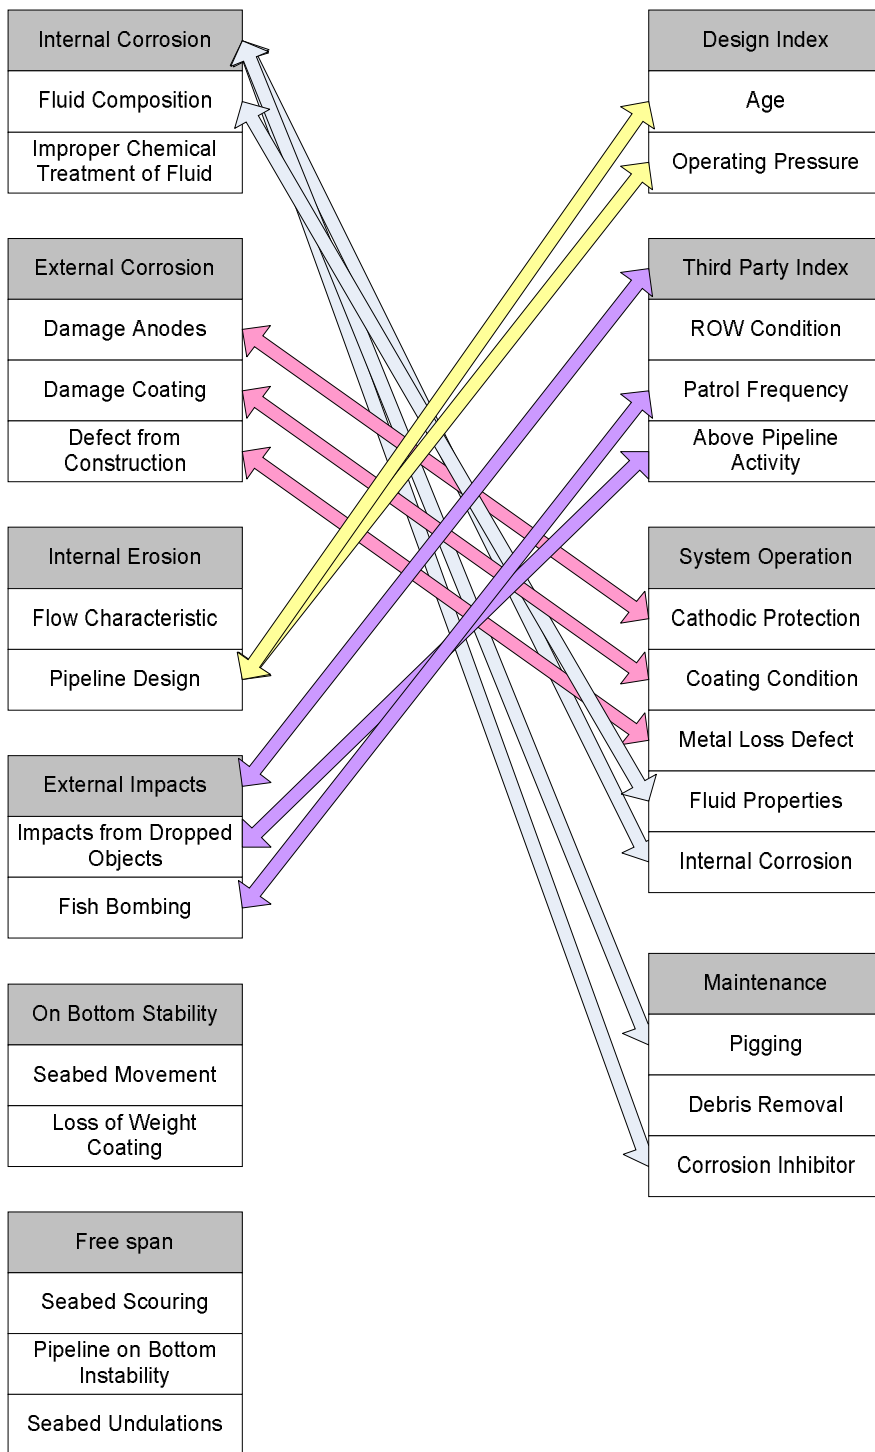 Internal Corrosion
Fluid Composition
Improper Chemical
Treatment of Fluid
External Corrosion
Damage Anodes
Damage Coating
Defect from
Construction
Internal Erosion
Flow Characteristic
Pipeline Design
External Impacts
Impacts from Dropped
Objects
Fish Bombing
On Bottom Stability
Seabed Movement
Loss of Weight
Coating
Free span
Seabed Scouring
Pipeline on Bottom
Instability
Seabed Undulations
Design Index
Age
Operating Pressure
Third Party Index
ROW Condition
Patrol Frequency
Above Pipeline
Activity
System Operation
Cathodic Protection
Coating Condition
Metal Loss Defect
Fluid Properties
Internal Corrosion
Maintenance
Pigging
Debris Removal
Corrosion Inhibitor